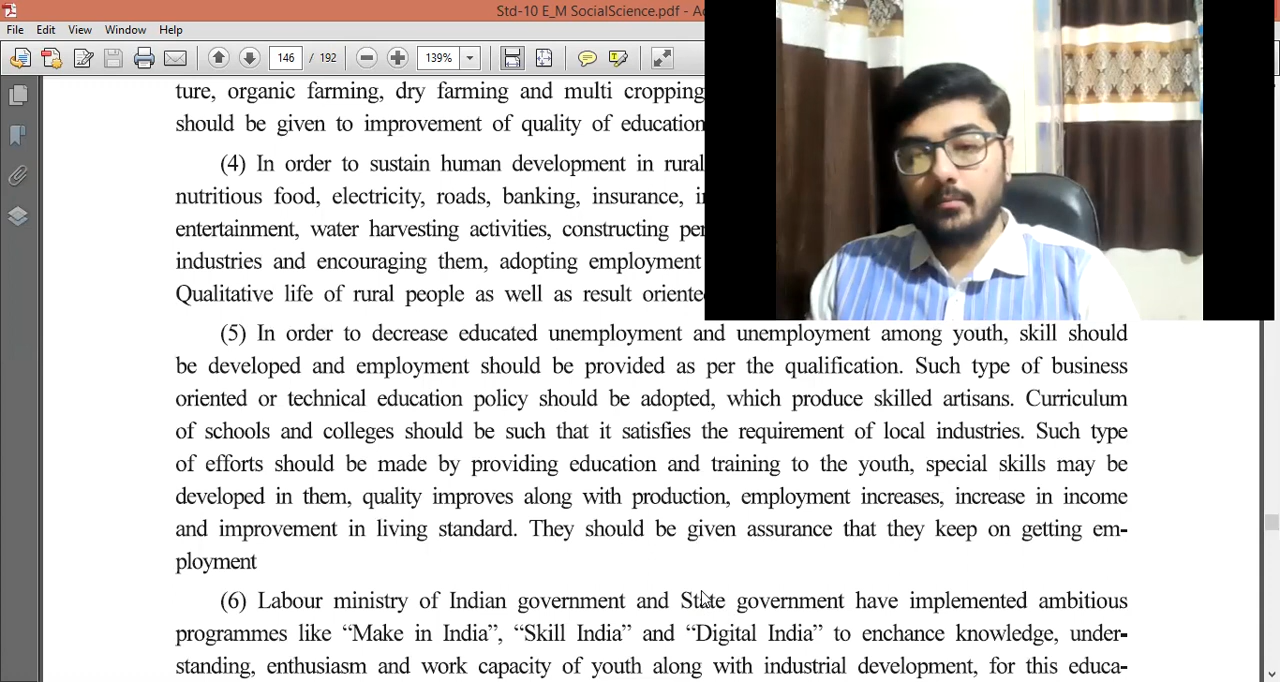 Std-10 E_M SocialScience.pdf - A
File Edit View Window Help
146 / 192 139%
ture, organic farming, dry farming and multi cropping
should be given to improvement of quality of education
(4) In order to sustain human development in rural
nutritious food, electricity, roads, banking, insurance,
entertainment, water harvesting activities, constructing
industries and encouraging them, adopting employment
Qualitative life of rural people as well as result
(5) In order to decrease educated unemployment and unemployment among youth, skill should
be developed and employment should be provided as per the qualification. Such type of business
oriented or technical education policy should be adopted, which produce skilled artisans. Curriculum
of schools and colleges should be such that it satisfies the requirement of local industries. Such type
of efforts should be made by providing education and training to the youth, special skills may be
developed in them, quality improves along with production, employment increases, increase in income
and improvement in living standard. They should be given assurance that they keep on getting em-
ployment
(6) Labour ministry of Indian government and State government have implemented ambitious
programmes like “Make in India”, “Skill India” and “Digital India” to enchance knowledge, under-
standing, enthusiasm and work capacity of youth along with industrial development, for this educa-